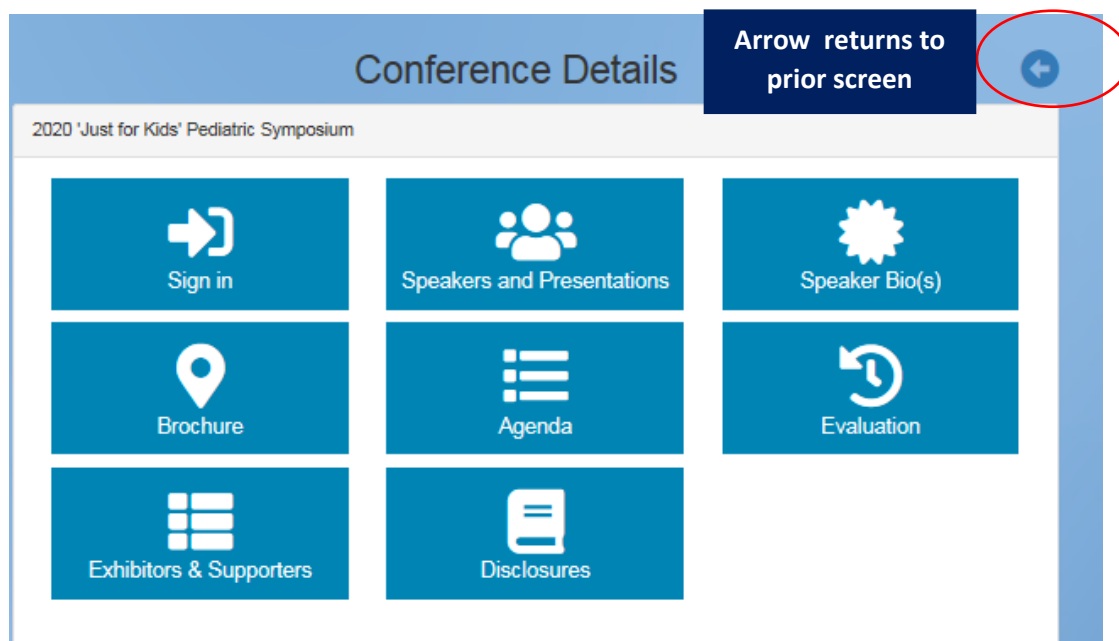 Conference Details
Arrow returns to
prior screen
2020 'Just for Kids' Pediatric Symposium
Sign in
Speakers and Presentations
Speaker Bio(s)
Brochure
Agenda
Evaluation
Exhibitors & Supporters
Disclosures